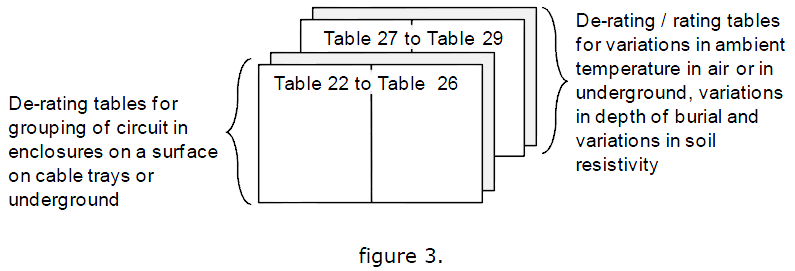 Table 27 to Table 29
Table 22 to Table 26
De-rating tables for
grouping of circuit in
enclosures on a surface
on cable trays or
underground
De-rating / rating tables
for variations in ambient
temperature in air or in
underground, variations
in depth of burial and
variations in soil
resistivity
figure 3.